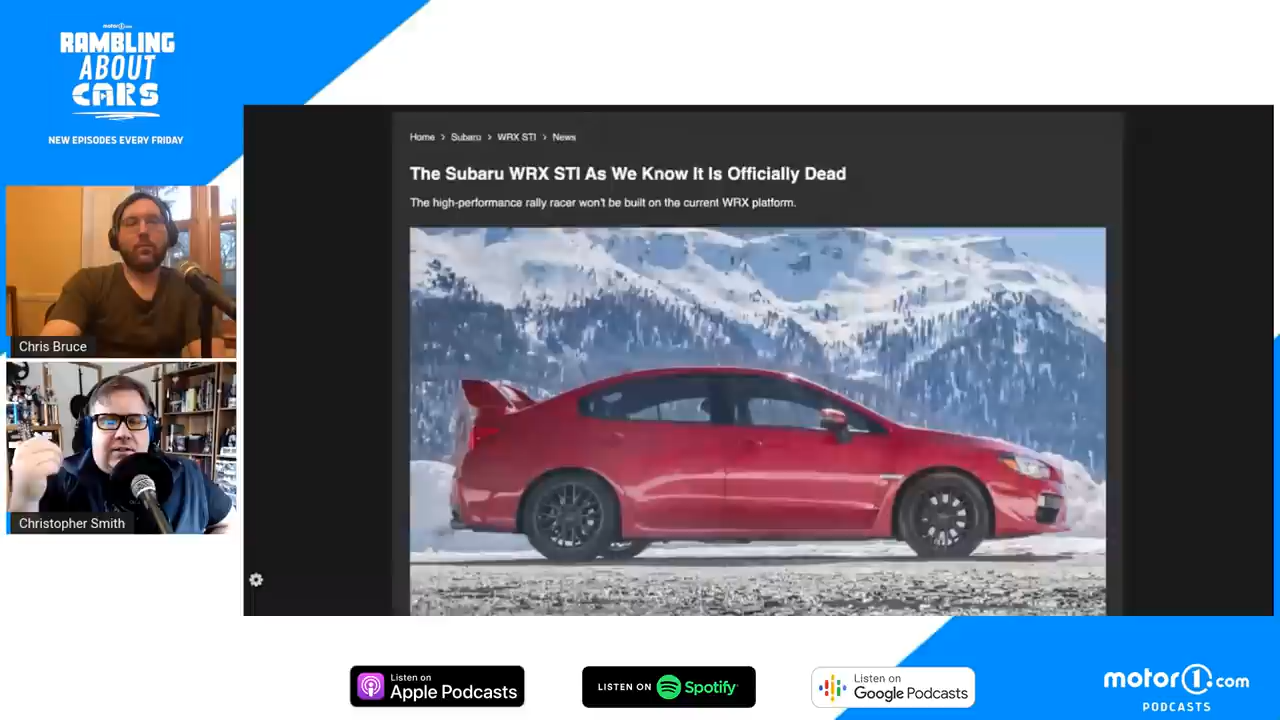 motor1.com
RAMBLING
ABOUT
CARS
NEW EPISODES EVERY FRIDAY
Chris Bruce
Christopher Smith
Home > Subaru > WRX STI > News
The Subaru WRX STI As We Know It Is Officially Dead
The high-performance rally racer won't be built on the current WRX platform.
Listen on
Apple Podcasts
LISTEN ON Spotify
Listen on
Google Podcasts
motor1.com
PODCASTS